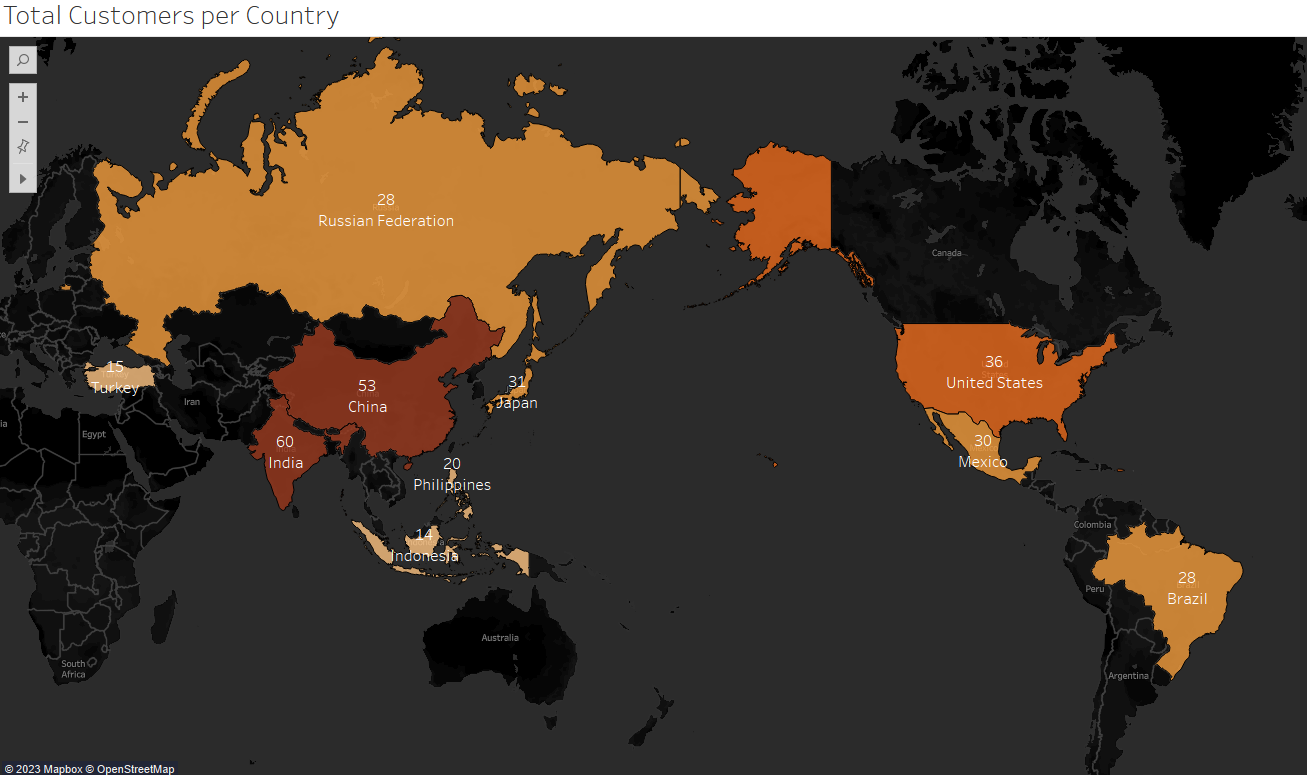 Total Customers per Country
28
Russian Federation
Canada
15
Turkey
36
United States
53
China
31
Japan
Iran
Egypt
60
India
30
Mexico
20
Philippines
Colombia
14
Indonesia
28
Brazil
Peru
Australia
South
Africa
Argentina
© 2023 Mapbox © OpenStreetMap